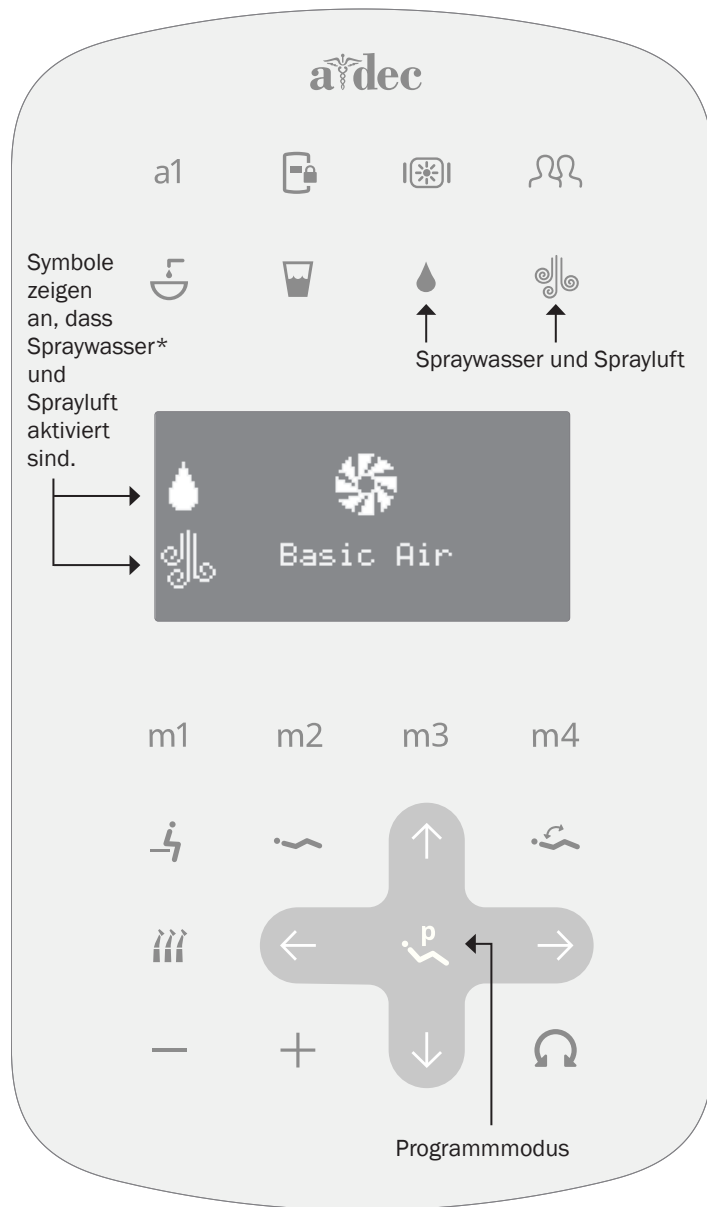 a dec
a1
Symbole
zeigen
an, dass
Spraywasser*
und
Sprayluft
aktiviert
sind.
Spraywasser und Sprayluft
Basic Air
m1 m2 m3 m4
p
Programmmodus